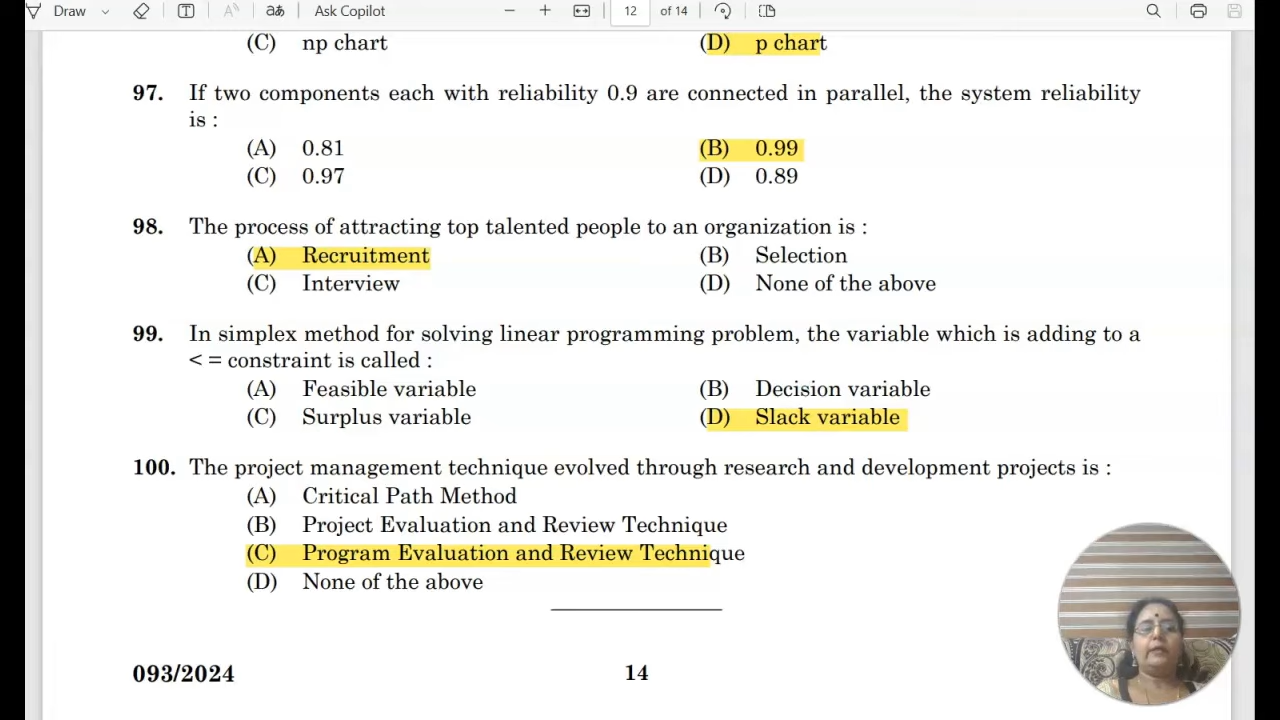 Draw aあ Ask Copilot 12 of 14
(C) np chart (D) p chart
97. If two components each with reliability 0.9 are connected in parallel, the system reliability
is :
(A) 0.81 (B) 0.99
(C) 0.97 (D) 0.89
98. The process of attracting top talented people to an organization is :
(A) Recruitment (B) Selection
(C) Interview (D) None of the above
99. In simplex method for solving linear programming problem, the variable which is adding to a
< = constraint is called :
(A) Feasible variable (B) Decision variable
(C) Surplus variable (D) Slack variable
100. The project management technique evolved through research and development projects is :
(A) Critical Path Method
(B) Project Evaluation and Review Technique
(C) Program Evaluation and Review Technique
(D) None of the above
093/2024 14